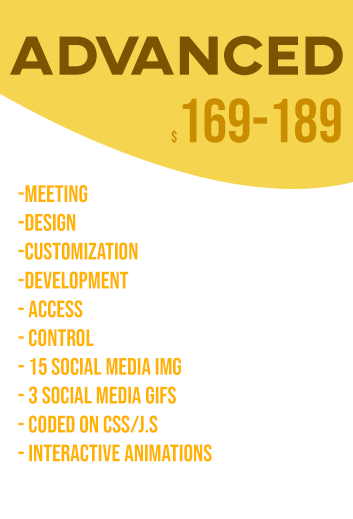 ADVANCED
$ 169-189
-MEETING
-DESIGN
-CUSTOMIZATION
-DEVELOPMENT
- ACCESS
- CONTROL
- 15 SOCIAL MEDIA IMG
- 3 SOCIAL MEDIA GIFS
- CODED ON CSS/J.S
- INTERACTIVE ANIMATIONS